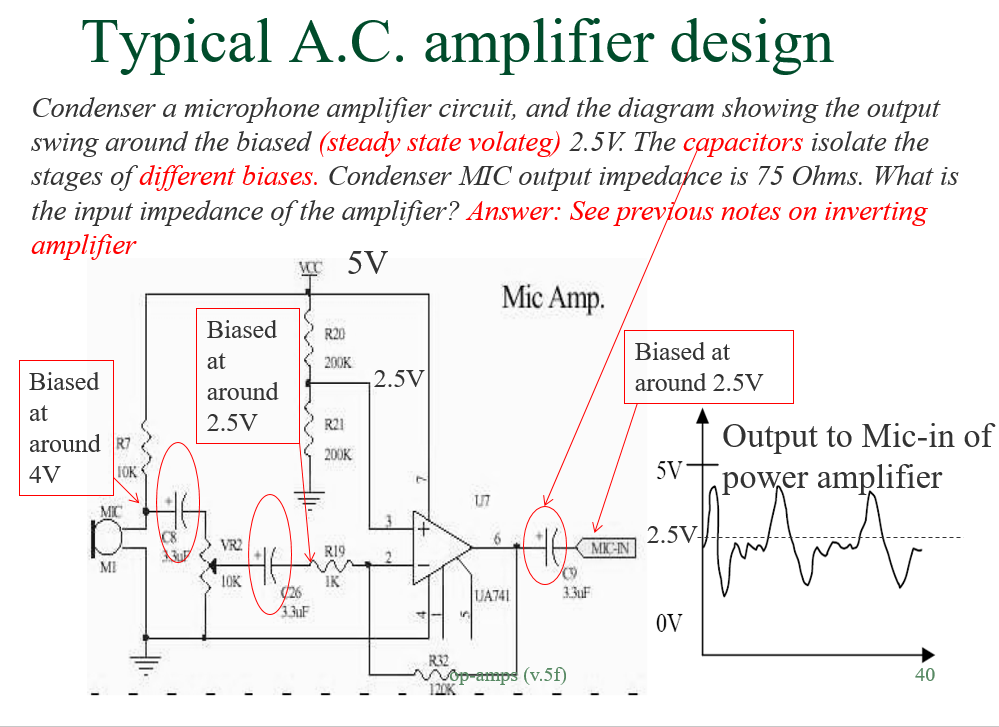 Typical A.C. amplifier design
Condenser a microphone amplifier circuit, and the diagram showing the output
swing around the biased (steady state volateg) 2.5V. The capacitors isolate the
stages of different biases. Condenser MIC output impedance is 75 Ohms. What is
the input impedance of the amplifier? Answer: See previous notes on inverting
amplifier
VCC
5V
Mic Amp.
Biased
at
around
2.5V
R20
200K
2.5V
Biased at
around 2.5V
Biased
at
around
4V
R7
10K
R21
200K
Output to Mic-in of
power amplifier
5V
7
U7
MIC
M1
+
C8
3.3uF
VR2
10K
+
C26
3.3uF
R19
1K
3
+
2
-
6
+
C9
3.3uF
MIC-IN
2.5V
UA741
4
1
5
0V
R32
120K
op-amps (v.5f)
40